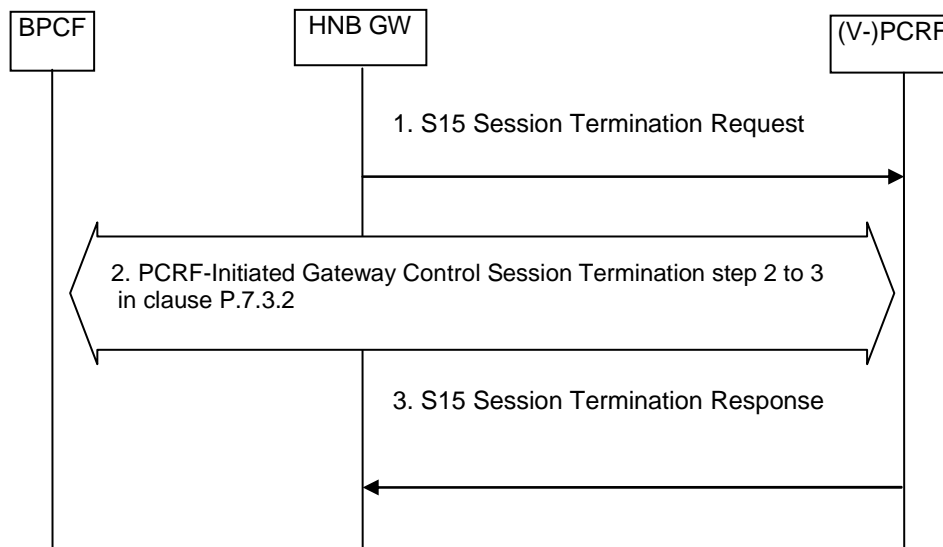 BPCF
HNB GW
(V-)PCRF
1. S15 Session Termination Request
2. PCRF-Initiated Gateway Control Session Termination step 2 to 3
in clause P.7.3.2
3. S15 Session Termination Response